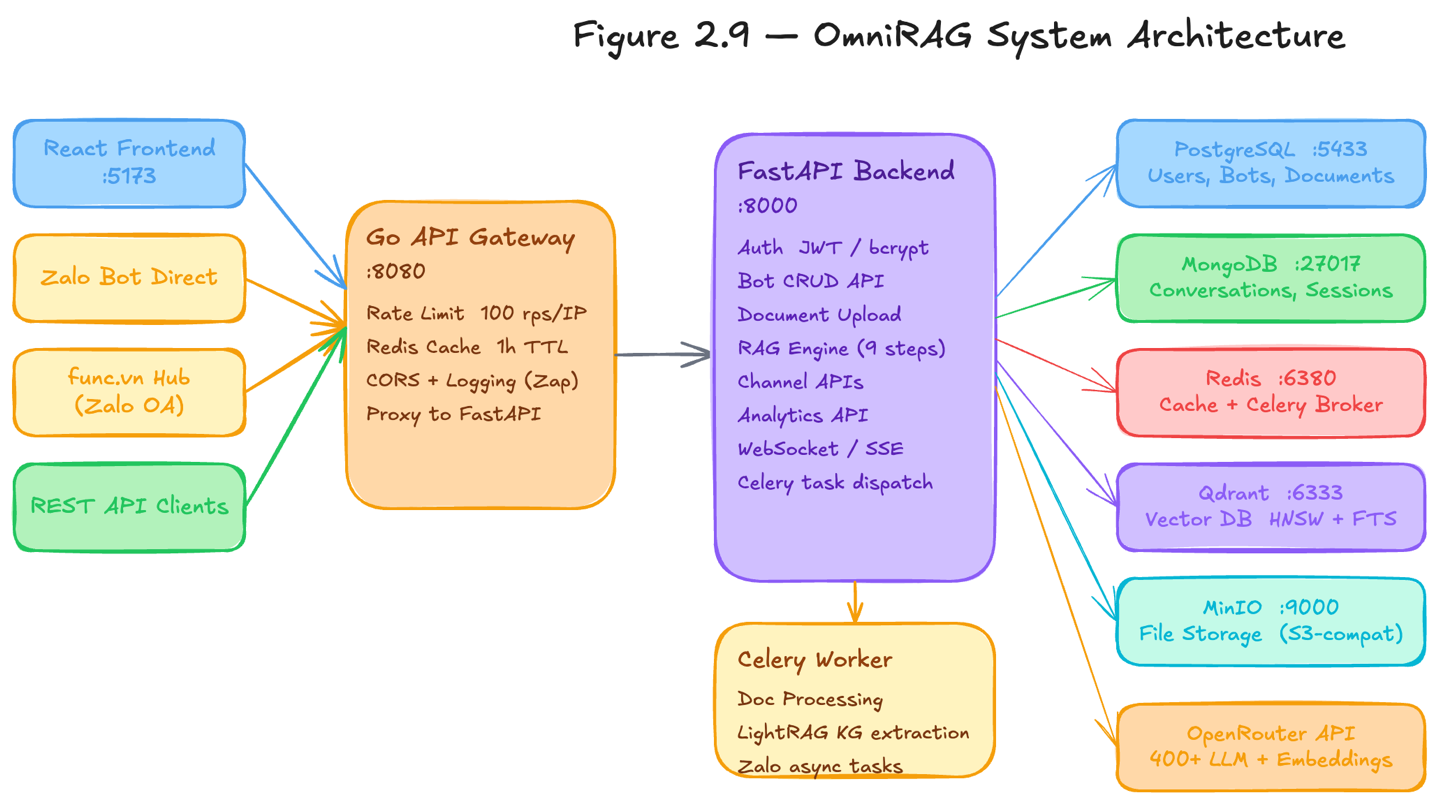 Figure 2.9 — OmniRAG System Architecture
React Frontend
:5173
Zalo Bot Direct
func.vn Hub
(Zalo OA)
REST API Clients
Go API Gateway
:8080
Rate Limit 100 rps/IP
Redis Cache 1h TTL
CORS + Logging (Zap)
Proxy to FastAPI
FastAPI Backend
:8000
Auth JWT / bcrypt
Bot CRUD API
Document Upload
RAG Engine (9 steps)
Channel APIs
Analytics API
WebSocket / SSE
Celery task dispatch
Celery Worker
Doc Processing
LightRAG KG extraction
Zalo async tasks
PostgreSQL :5433
Users, Bots, Documents
MongoDB :27017
Conversations, Sessions
Redis :6380
Cache + Celery Broker
Qdrant :6333
Vector DB HNSW + FTS
MinIO :9000
File Storage (S3-compat)
OpenRouter API
400+ LLM + Embeddings